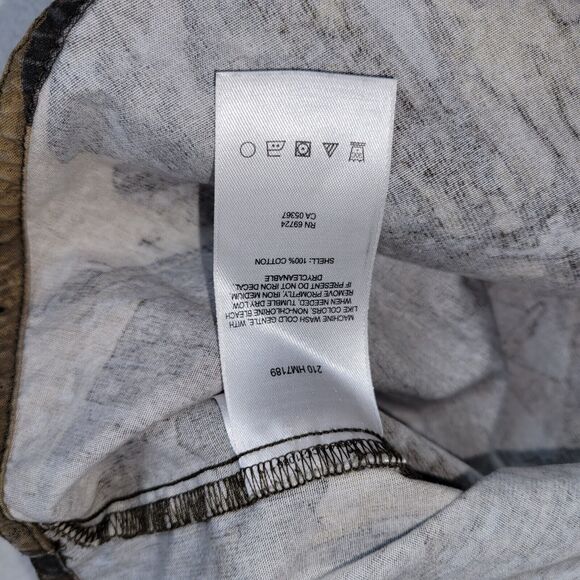 210 HM7189
MACHINE WASH COLD GENTLE, WITH
LIKE COLORS, NON-CHLORINE BLEACH
WHEN NEEDED, TUMBLE DRY LOW
REMOVE PROMPTLY, IRON MEDIUM
IF PRESENT DO NOT IRON DECAL
DRYCLEANABLE
SHELL: 100% COTTON
RN 69724
CA 05367